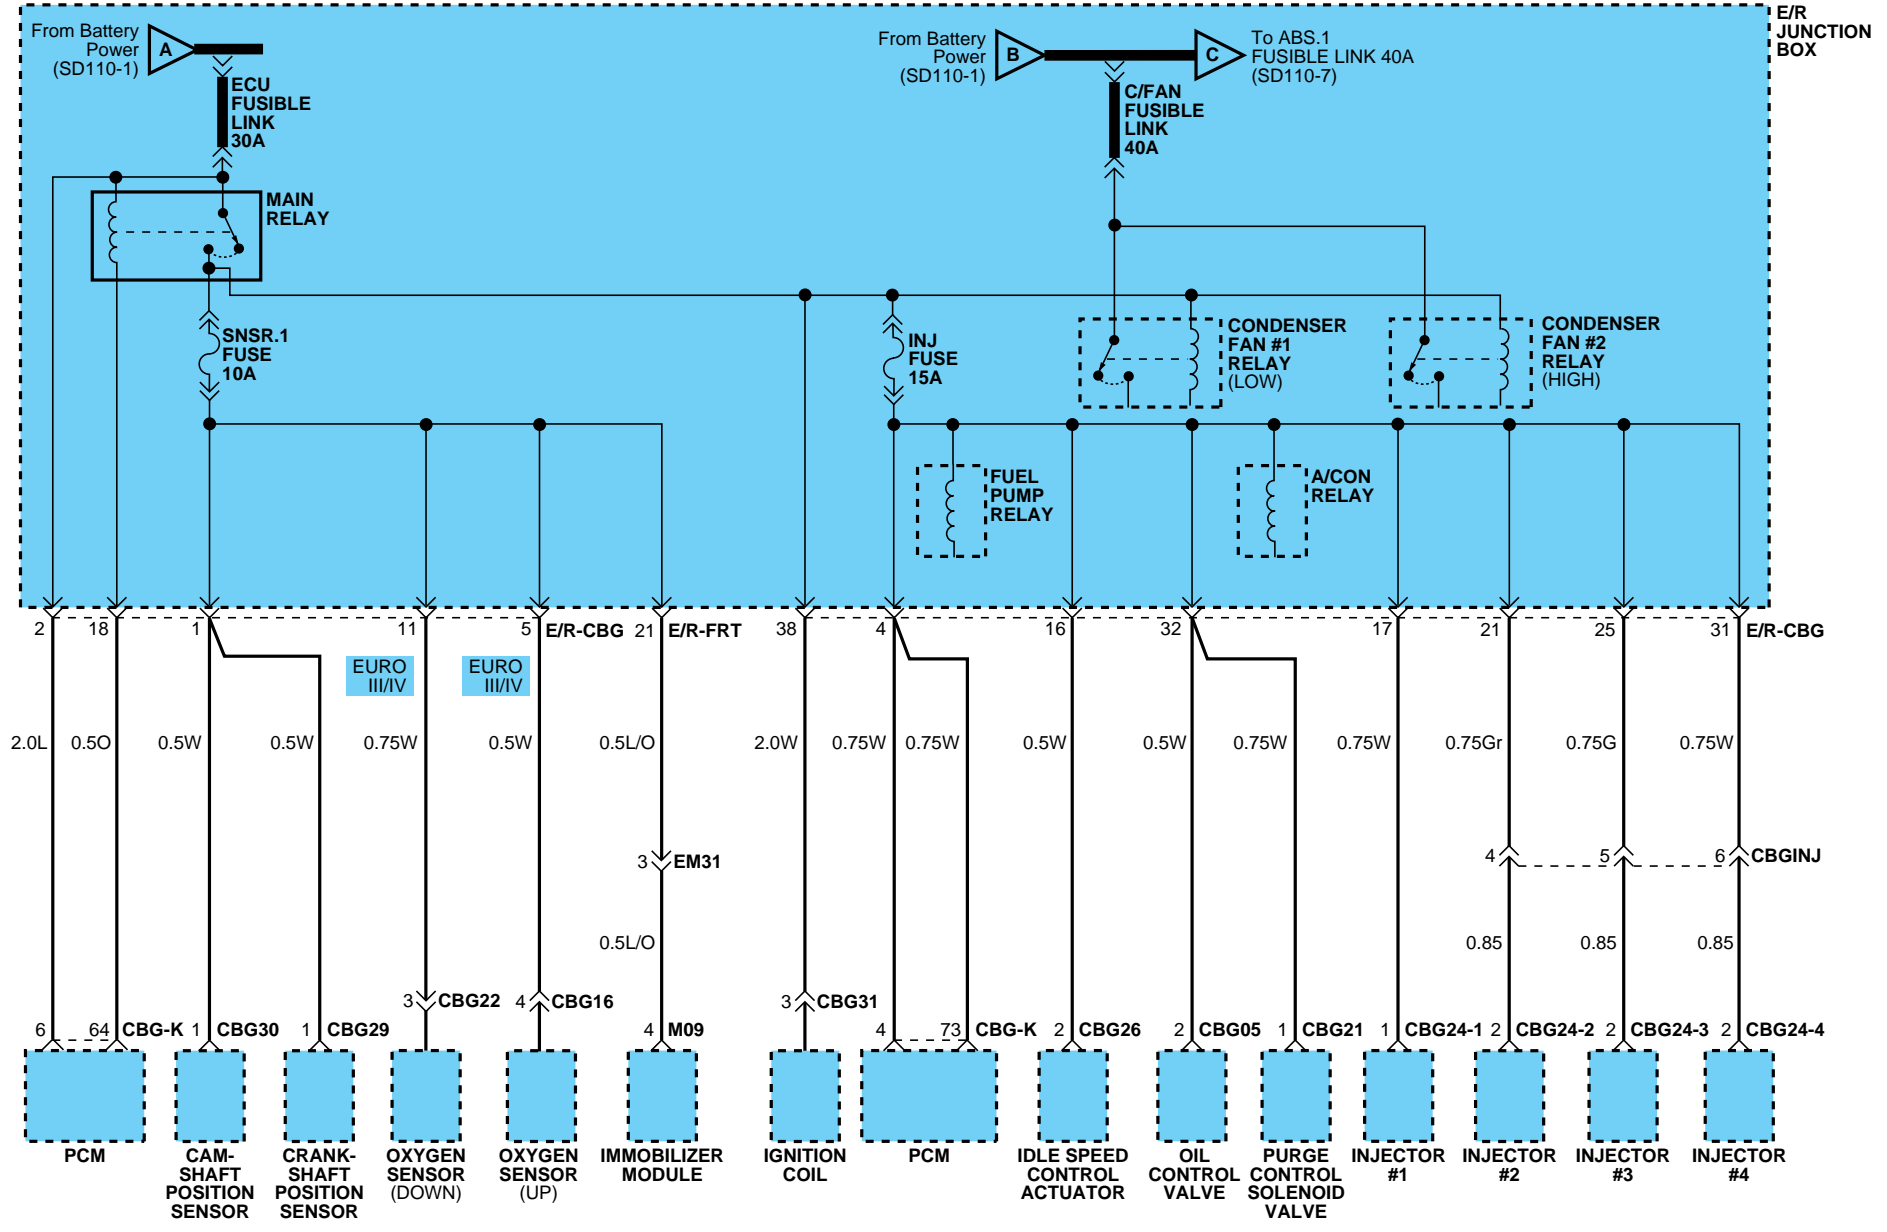 E/R
JUNCTION
BOX
From Battery
Power
(SD110-1)
A
ECU
FUSIBLE
LINK
30A
From Battery
Power
(SD110-1)
B
C
To ABS.1
FUSIBLE LINK 40A
(SD110-7)
C/FAN
FUSIBLE
LINK
40A
MAIN
RELAY
SNSR.1
FUSE
10A
INJ
FUSE
15A
CONDENSER
FAN #1
RELAY
(LOW)
CONDENSER
FAN #2
RELAY
(HIGH)
FUEL
PUMP
RELAY
A/CON
RELAY
2 18 1 11 5 E/R-CBG 21 E/R-FRT 38 4 16 32 17 21 25 31 E/R-CBG
EURO
III/IV
EURO
III/IV
2.0L 0.5O 0.5W 0.5W 0.75W 0.5W 0.5L/O 2.0W 0.75W 0.75W 0.5W 0.5W 0.75W 0.75W 0.75Gr 0.75G 0.75W
3 EM31 4 5 6 CBGINJ
0.5L/O 0.85 0.85 0.85
3 CBG22 4 CBG16 3 CBG31
6 64 CBG-K 1 CBG30 1 CBG29 4 M09 4 73 CBG-K 2 CBG26 2 CBG05 1 CBG21 1 CBG24-1 2 CBG24-2 2 CBG24-3 2 CBG24-4
PCM
CAM-
SHAFT
POSITION
SENSOR
CRANK-
SHAFT
POSITION
SENSOR
OXYGEN
SENSOR
(DOWN)
OXYGEN
SENSOR
(UP)
IMMOBILIZER
MODULE
IGNITION
COIL
PCM
IDLE SPEED
CONTROL
ACTUATOR
OIL
CONTROL
VALVE
PURGE
CONTROL
SOLENOID
VALVE
INJECTOR
#1
INJECTOR
#2
INJECTOR
#3
INJECTOR
#4